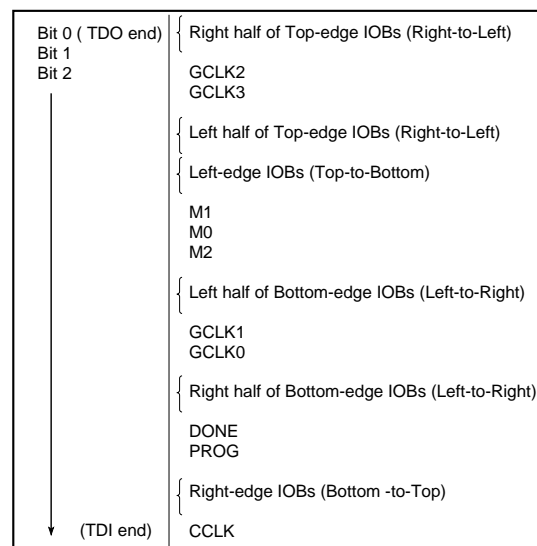 Bit 0 ( TDO end)
Bit 1
Bit 2
Right half of Top-edge IOBs (Right-to-Left)
GCLK2
GCLK3
Left half of Top-edge IOBs (Right-to-Left)
Left-edge IOBs (Top-to-Bottom)
M1
M0
M2
Left half of Bottom-edge IOBs (Left-to-Right)
GCLK1
GCLK0
Right half of Bottom-edge IOBs (Left-to-Right)
DONE
PROG
Right-edge IOBs (Bottom -to-Top)
(TDI end)
CCLK